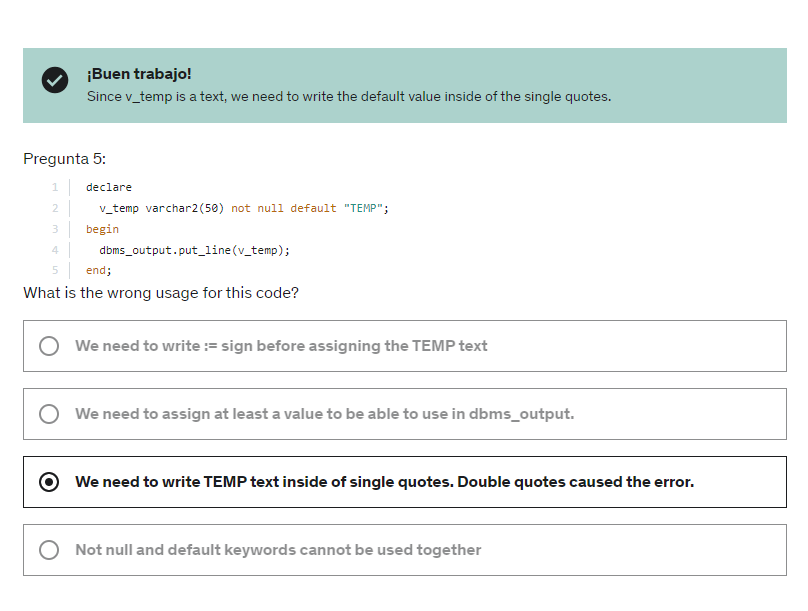 ¡Buen trabajo!
Since v_temp is a text, we need to write the default value inside of the single quotes.
Pregunta 5:
1 declare
2 v_temp varchar2(50) not null default "TEMP";
3 begin
4 dbms_output.put_line(v_temp);
5 end;
What is the wrong usage for this code?
We need to write := sign before assigning the TEMP text
We need to assign at least a value to be able to use in dbms_output.
We need to write TEMP text inside of single quotes. Double quotes caused the error.
Not null and default keywords cannot be used together